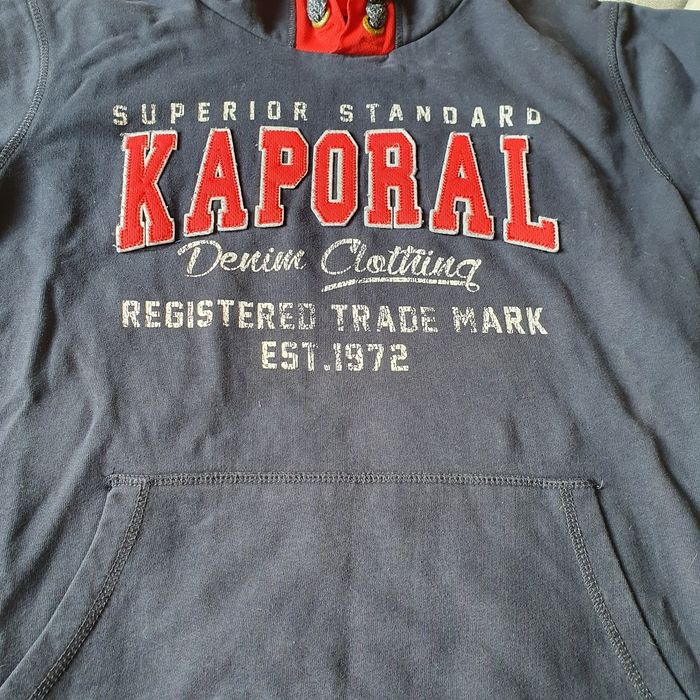 SUPERIOR STANDARD
KAPORAL
Denim Clothing
REGISTERED TRADE MARK
EST.1972